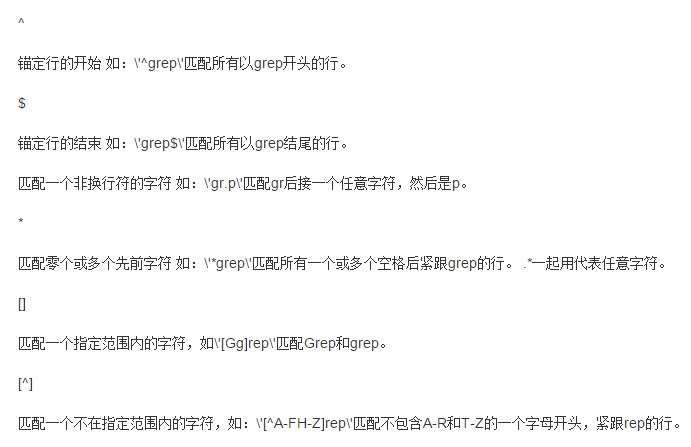 ^
锚定行的开始 如：\'^grep\'匹配所有以grep开头的行。
$
锚定行的结束 如：\'grep$\'匹配所有以grep结尾的行。
匹配一个非换行符的字符 如：\'gr.p\'匹配gr后接一个任意字符，然后是p。
*
匹配零个或多个先前字符 如：\'*grep\'匹配所有一个或多个空格后紧跟grep的行。 .*一起用代表任意字符。
[]
匹配一个指定范围内的字符，如\'[Gg]rep\'匹配Grep和grep。
[^]
匹配一个不在指定范围内的字符，如：\'[^A-FH-Z]rep\'匹配不包含A-R和T-Z的一个字母开头，紧跟rep的行。